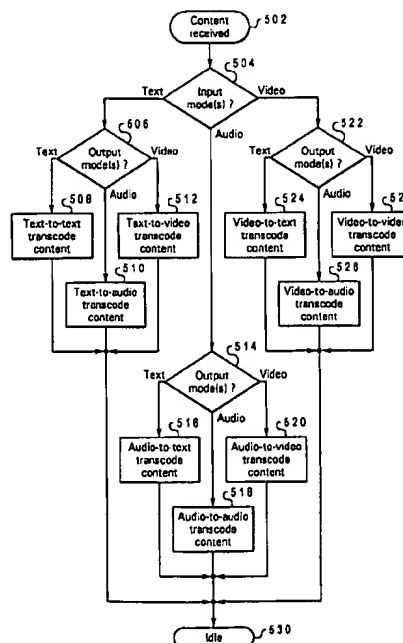 Content
received
502
504
Input
mode(s) ?
Text
Video
Audio
506
Output
mode(s) ?
Text
Video
Audio
508
Text-to-text
transcode
content
512
Text-to-video
transcode
content
510
Text-to-audio
transcode
content
522
Output
mode(s) ?
Text
Video
Audio
524
Video-to-text
transcode
content
52
Video-to-video
transcode
content
528
Video-to-audio
transcode
content
514
Output
mode(s) ?
Text
Video
Audio
516
Audio-to-text
transcode
content
520
Audio-to-video
transcode
content
518
Audio-to-audio
transcode
content
530
Idle